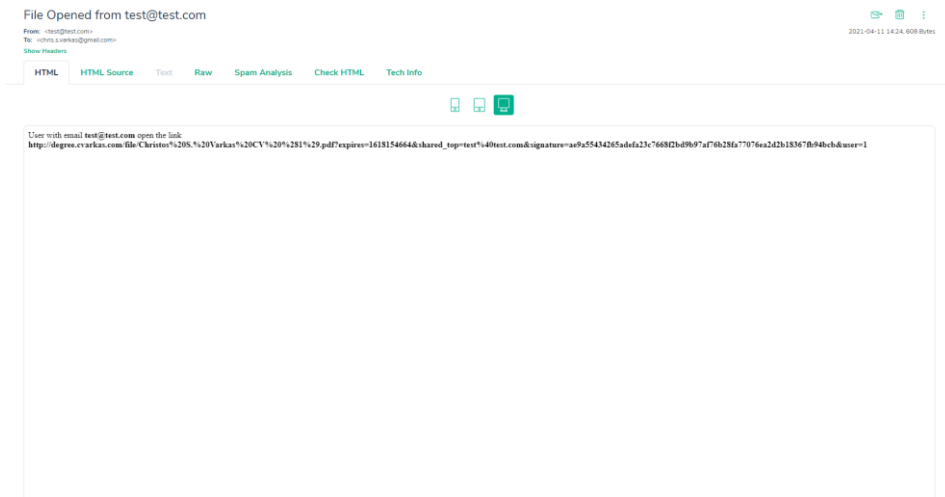 File Opened from test@test.com
From: <test@test.com>
To: <chris.s.varkas@gmail.com>
2021-04-11 14:24, 608 Bytes
Show Headers
HTML HTML Source Text Raw Spam Analysis Check HTML Tech Info
User with email test@test.com open the link
http://degree.cvarkas.com/file/Christos%20S.%20Varkas%20CV%20%281%29.pdf?expires=1618154664&shared_top=test%40test.com&signature=ae9a55434265adefa23c7668f2bd9b97af76b28fa77076ea2d2b18367fb94bcb&user=1